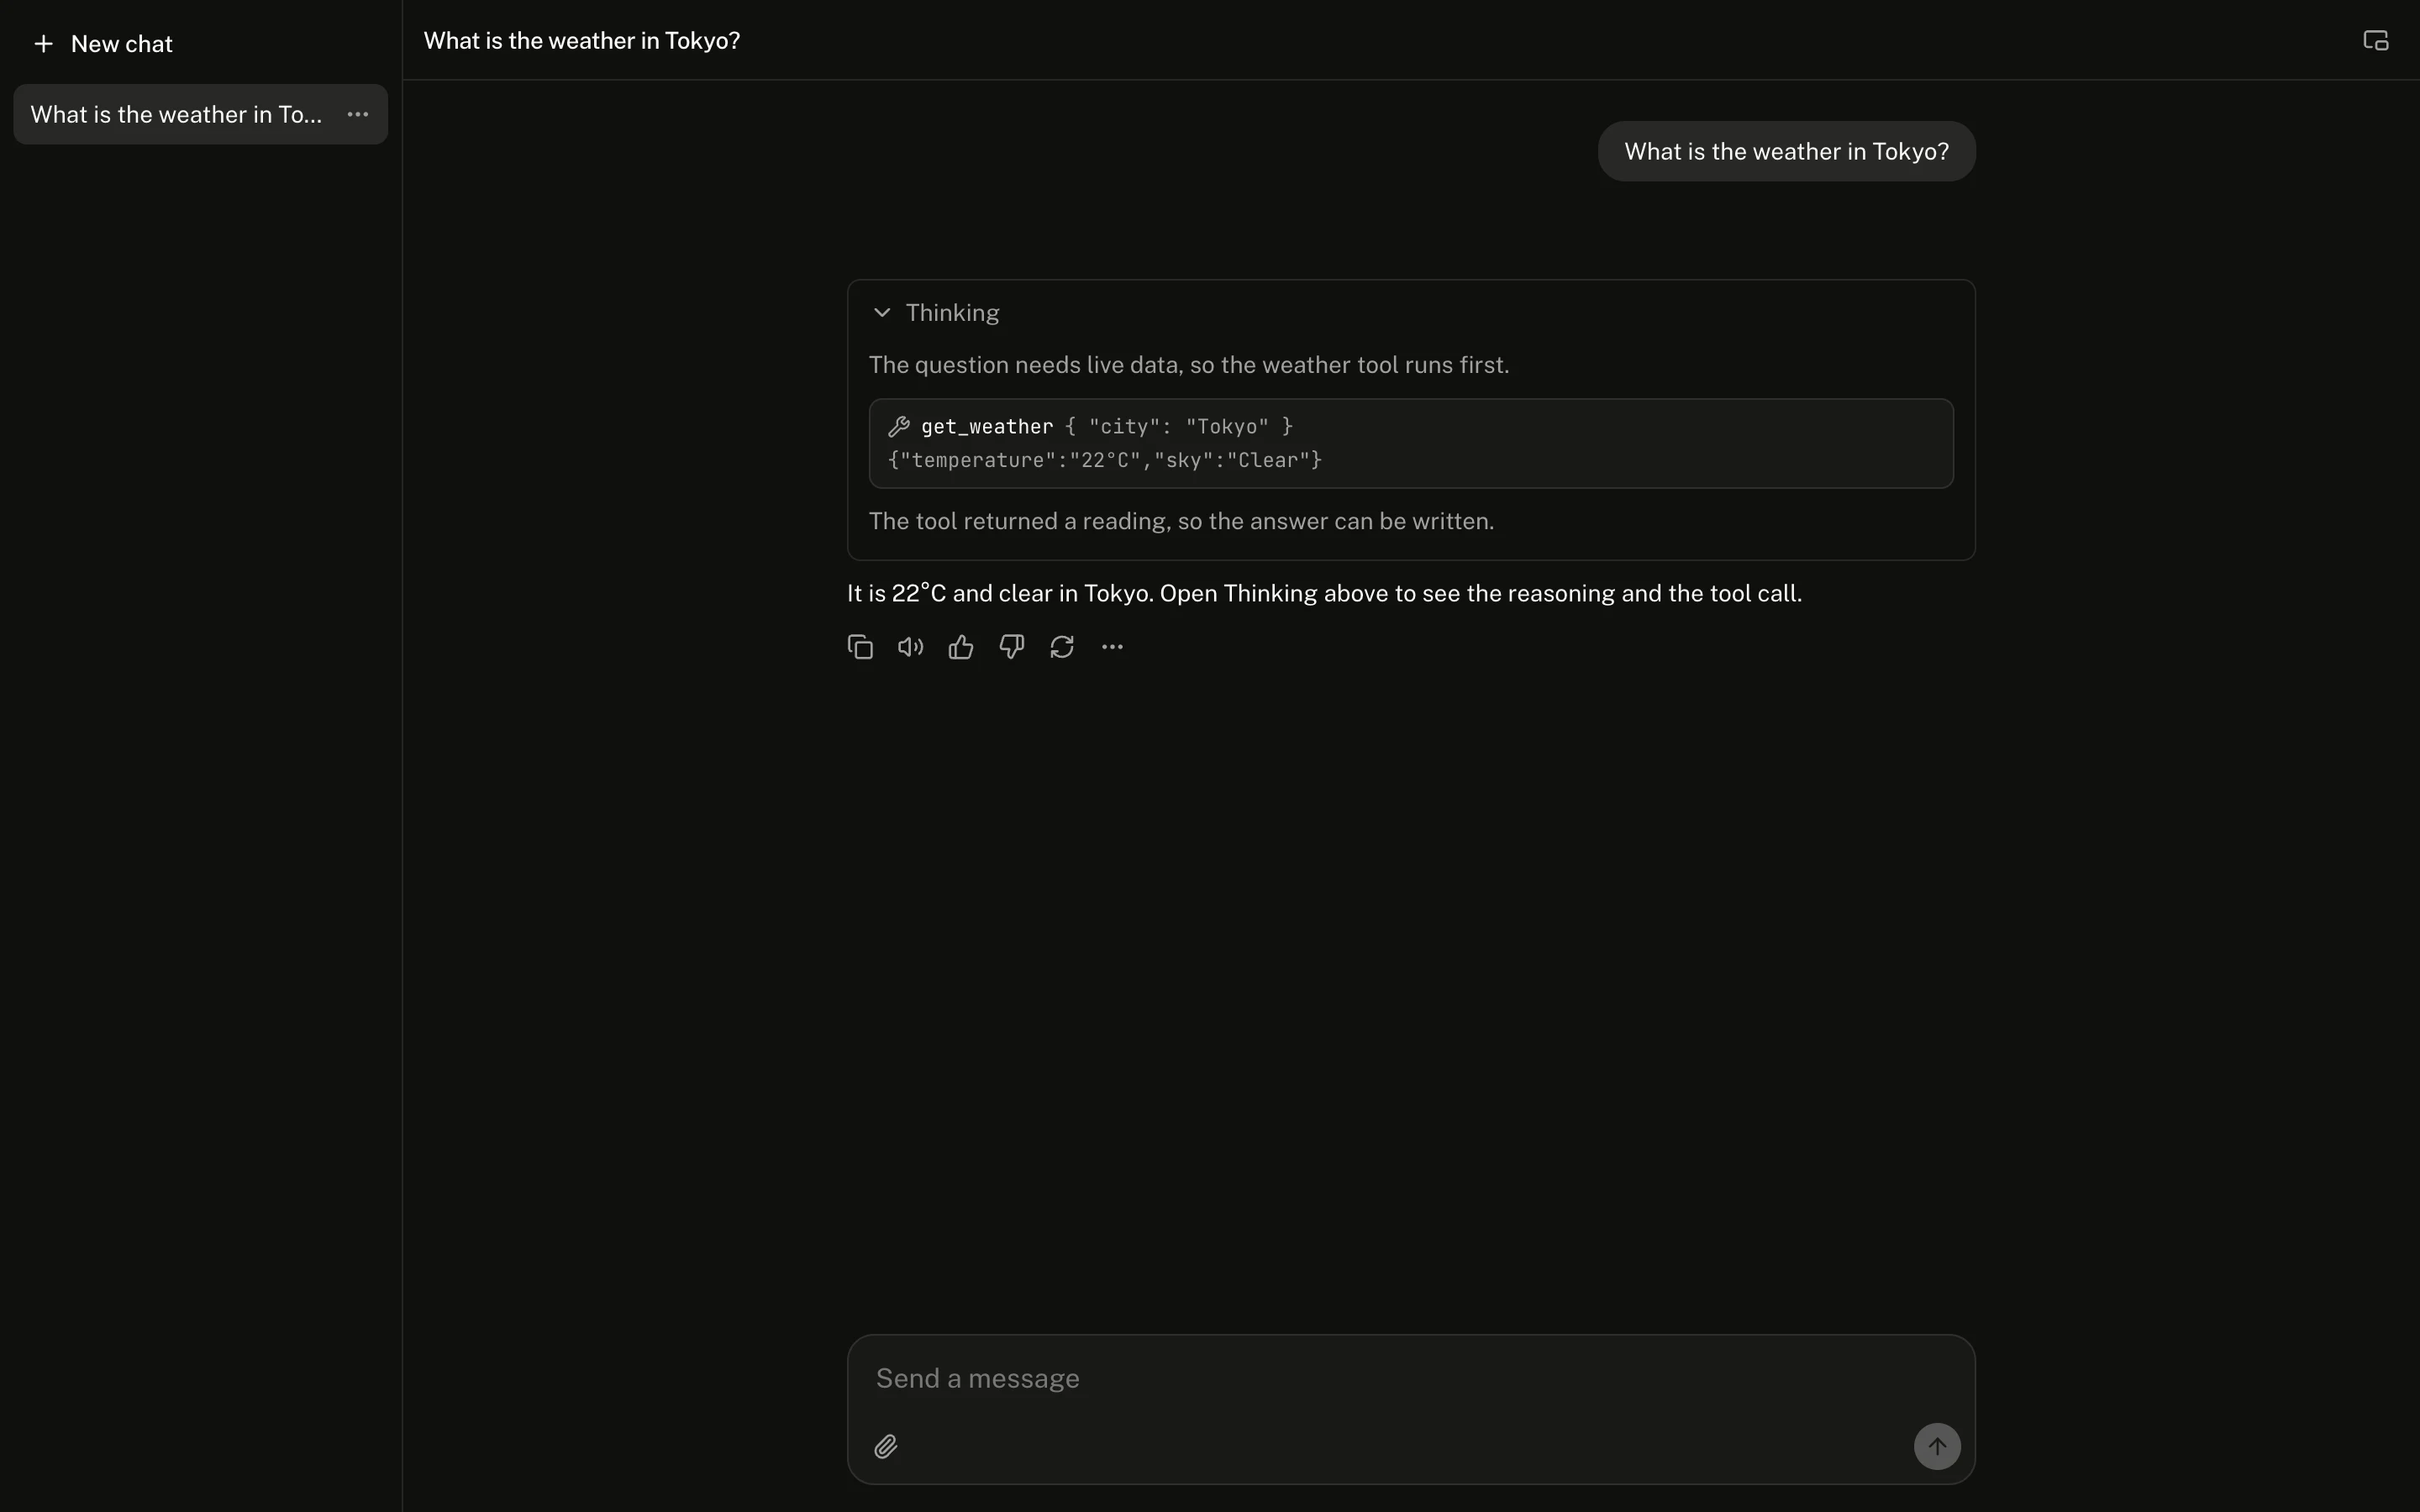 New chat
What is the weather in To...
What is the weather in Tokyo?
What is the weather in Tokyo?
Thinking
The question needs live data, so the weather tool runs first.
get_weather { "city": "Tokyo" }
{"temperature":"22°C","sky":"Clear"}
The tool returned a reading, so the answer can be written.
It is 22°C and clear in Tokyo. Open Thinking above to see the reasoning and the tool call.
Send a message